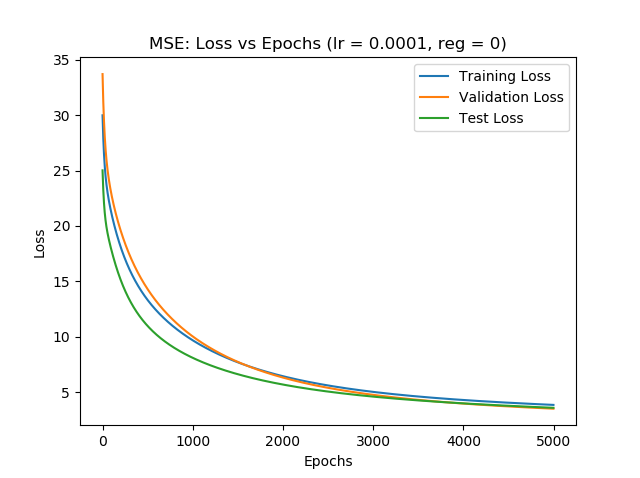 MSE: Loss vs Epochs (lr = 0.0001, reg = 0)
35
30
25
20
15
10
5
Loss
Training Loss
Validation Loss
Test Loss
0 1000 2000 3000 4000 5000
Epochs